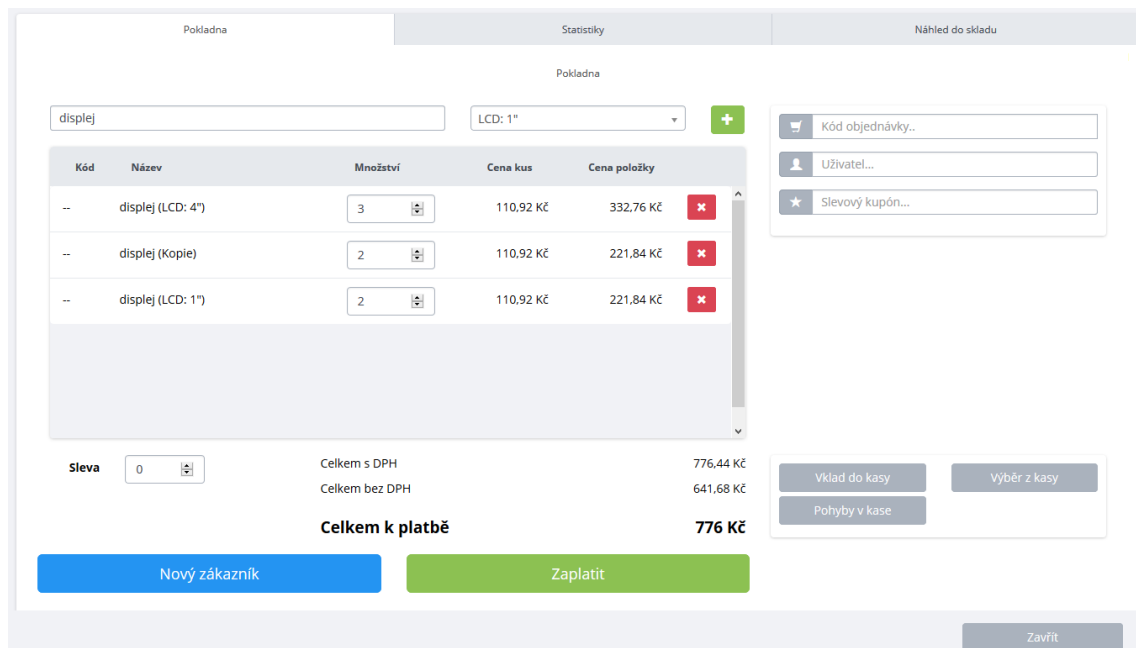 Pokladna Statistiky Náhled do skladu
Pokladna
displej LCD: 1"
Kód objednávky..
Uživatel...
Slevový kupón...
Kód Název Množství Cena kus Cena položky
-- displej (LCD: 4") 3 110,92 Kč 332,76 Kč
-- displej (Kopie) 2 110,92 Kč 221,84 Kč
-- displej (LCD: 1") 2 110,92 Kč 221,84 Kč
Sleva 0
Celkem s DPH 776,44 Kč
Celkem bez DPH 641,68 Kč
Celkem k platbě 776 Kč
Vklad do kasy Výběr z kasy
Pohyby v kase
Nový zákazník Zaplatit
Zavřít